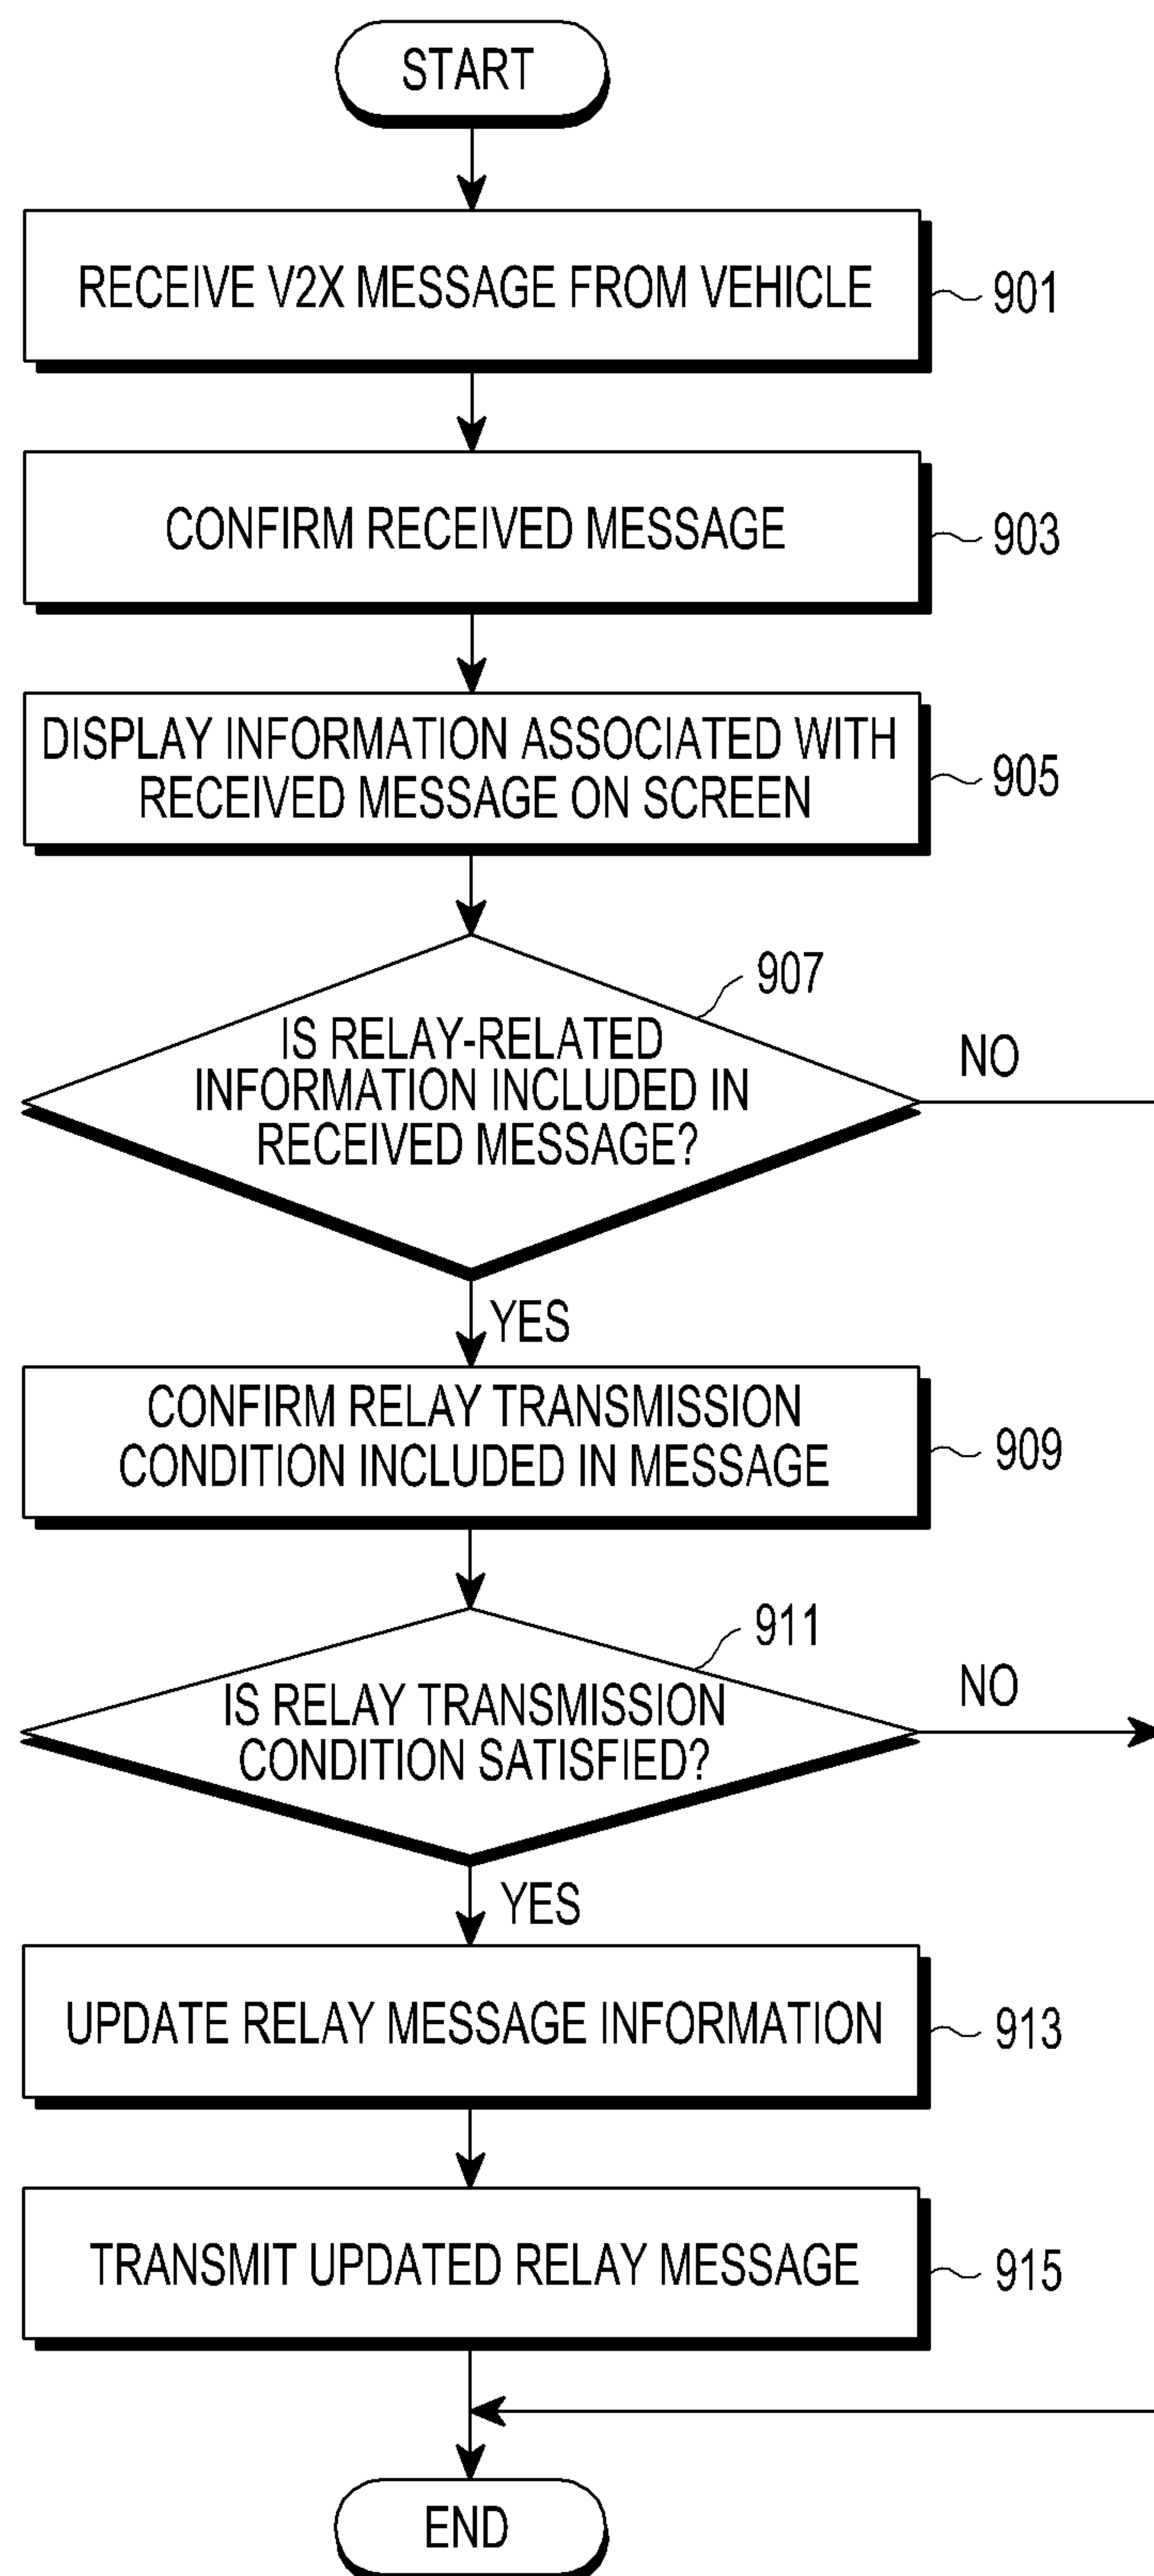 START
RECEIVE V2X MESSAGE FROM VEHICLE
901
CONFIRM RECEIVED MESSAGE
903
DISPLAY INFORMATION ASSOCIATED WITH
RECEIVED MESSAGE ON SCREEN
905
907
IS RELAY-RELATED
INFORMATION INCLUDED IN
RECEIVED MESSAGE?
NO
YES
CONFIRM RELAY TRANSMISSION
CONDITION INCLUDED IN MESSAGE
909
911
IS RELAY TRANSMISSION
CONDITION SATISFIED?
NO
YES
UPDATE RELAY MESSAGE INFORMATION
913
TRANSMIT UPDATED RELAY MESSAGE
915
END